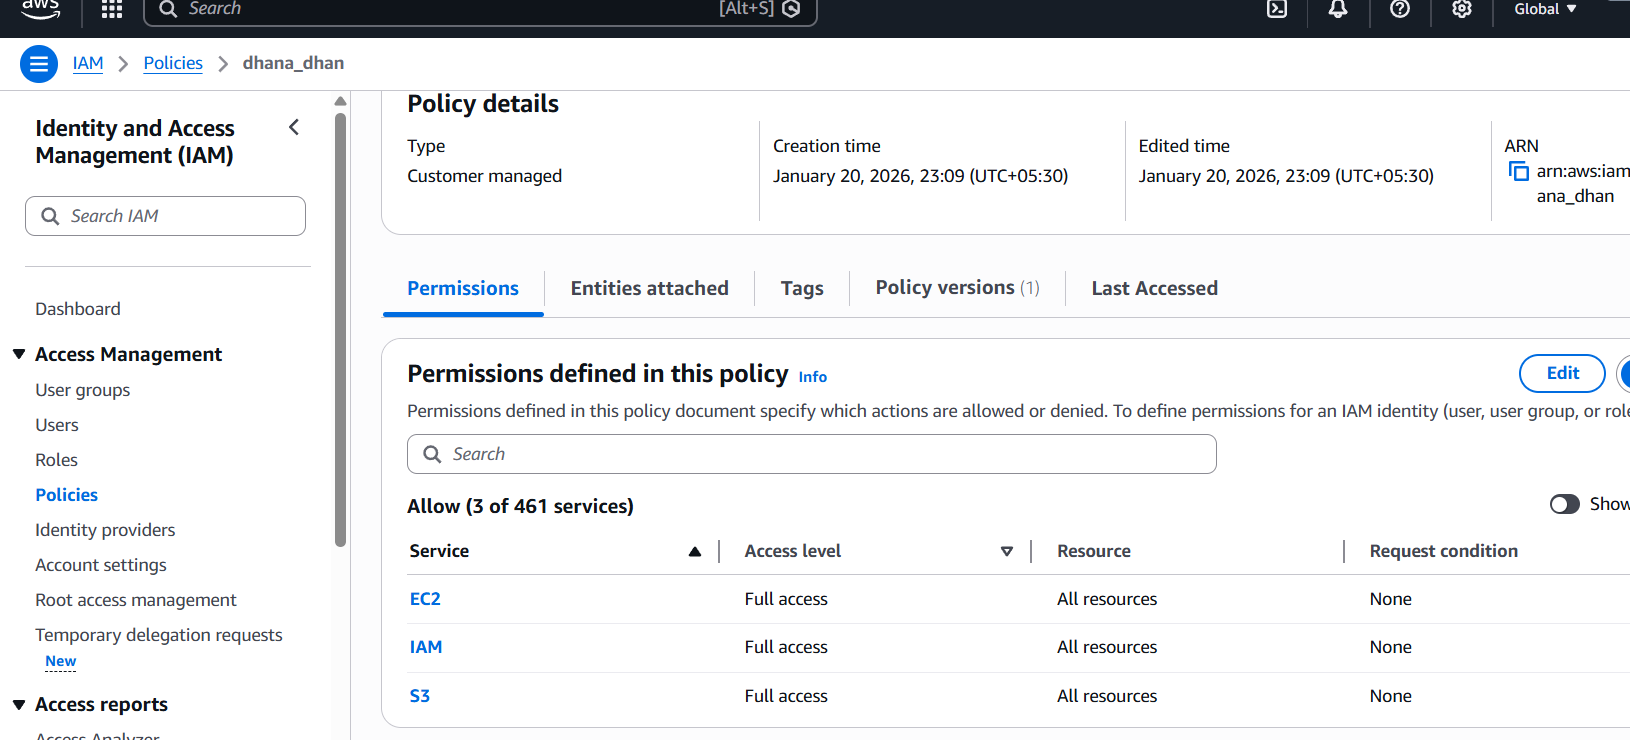 aws
Search [Alt+S]
Global
IAM > Policies > dhana_dhan
Identity and Access
Management (IAM)
Search IAM
Dashboard
Access Management
User groups
Users
Roles
Policies
Identity providers
Account settings
Root access management
Temporary delegation requests
New
Access reports
Access Analyzer
Policy details
Type
Customer managed
Creation time
January 20, 2026, 23:09 (UTC+05:30)
Edited time
January 20, 2026, 23:09 (UTC+05:30)
ARN
arn:aws:iam
ana_dhan
Permissions
Entities attached
Tags
Policy versions (1)
Last Accessed
Permissions defined in this policy Info
Edit
Permissions defined in this policy document specify which actions are allowed or denied. To define permissions for an IAM identity (user, user group, or role
Search
Allow (3 of 461 services)
Show
Service Access level Resource Request condition
EC2 Full access All resources None
IAM Full access All resources None
S3 Full access All resources None